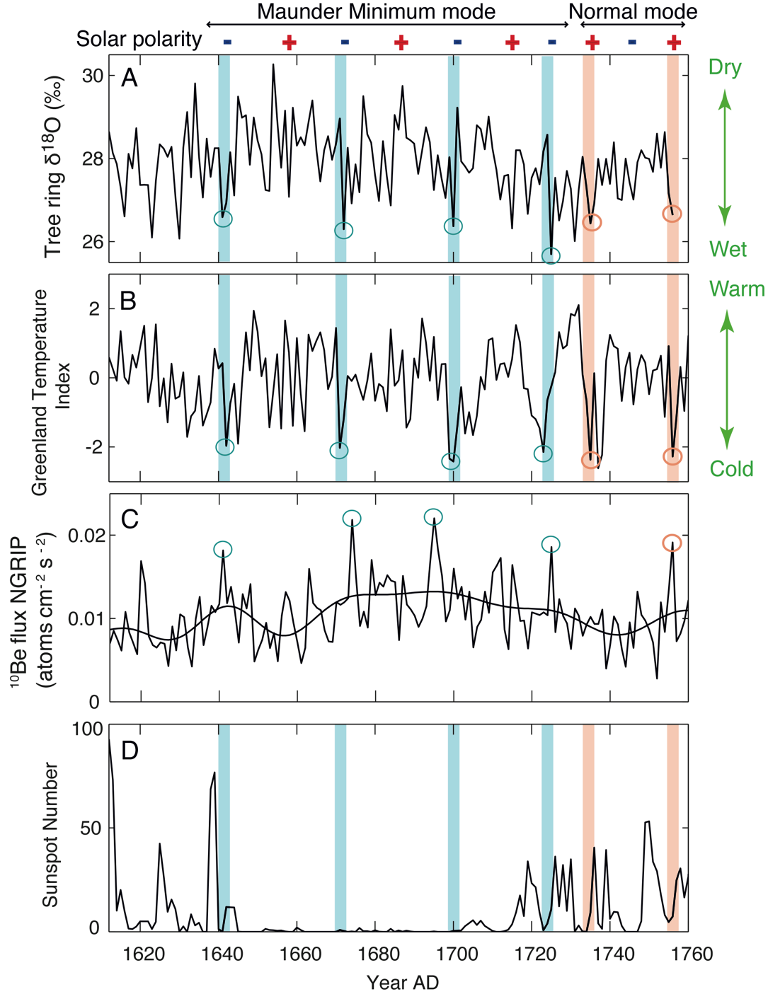 Maunder Minimum mode Normal mode
Solar polarity - + - + - + - + - +
A
30
28
26
Tree ring δ18O (‰)
Dry
Wet
B
2
0
-2
Greenland Temperature
Index
Warm
Cold
C
0.02
0.01
0
10Be flux NGRIP
(atoms cm-2 s-2)
D
100
50
0
Sunspot Number
1620 1640 1660 1680 1700 1720 1740 1760
Year AD